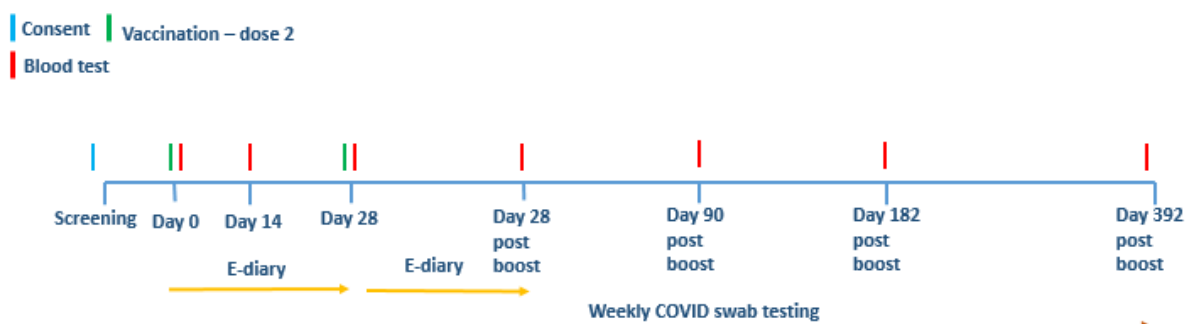 Consent
Vaccination – dose 2
Blood test
Screening
Day 0
Day 14
Day 28
Day 28
post
boost
Day 90
post
boost
Day 182
post
boost
Day 392
post
boost
E-diary
E-diary
Weekly COVID swab testing